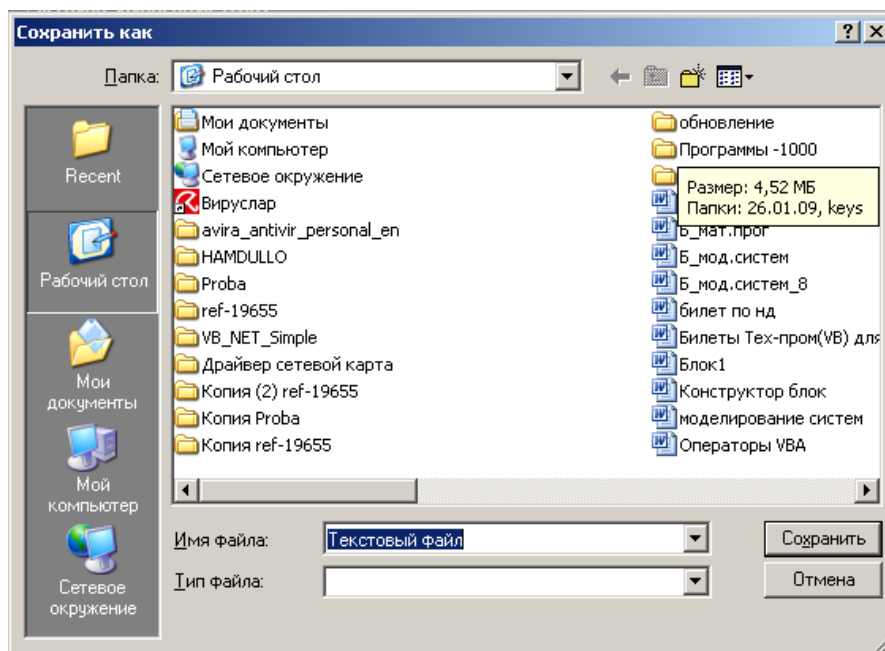 Сохранить как
Папка:
Рабочий стол
Recent
Рабочий стол
Мои
документы
Мой
компьютер
Сетевое
окружение
Мои документы
Мой компьютер
Сетевое окружение
Вируслар
avira_antivir_personal_en
HAMDULLO
Proba
ref-19655
VB_NET_Simple
Драйвер сетевой карта
Копия (2) ref-19655
Копия Proba
Копия ref-19655
обновление
Программы -1000
Размер: 4,52 МБ
Папки: 26.01.09, keys
Б_мат.прог
Б_мод.систем
Б_мод.систем_8
билет по нд
Билеты Тех-пром(VB) для
Блок1
Конструктор блок
моделирование систем
Операторы VBA
Имя файла:
Текстовый файл
Сохранить
Тип файла:
Отмена